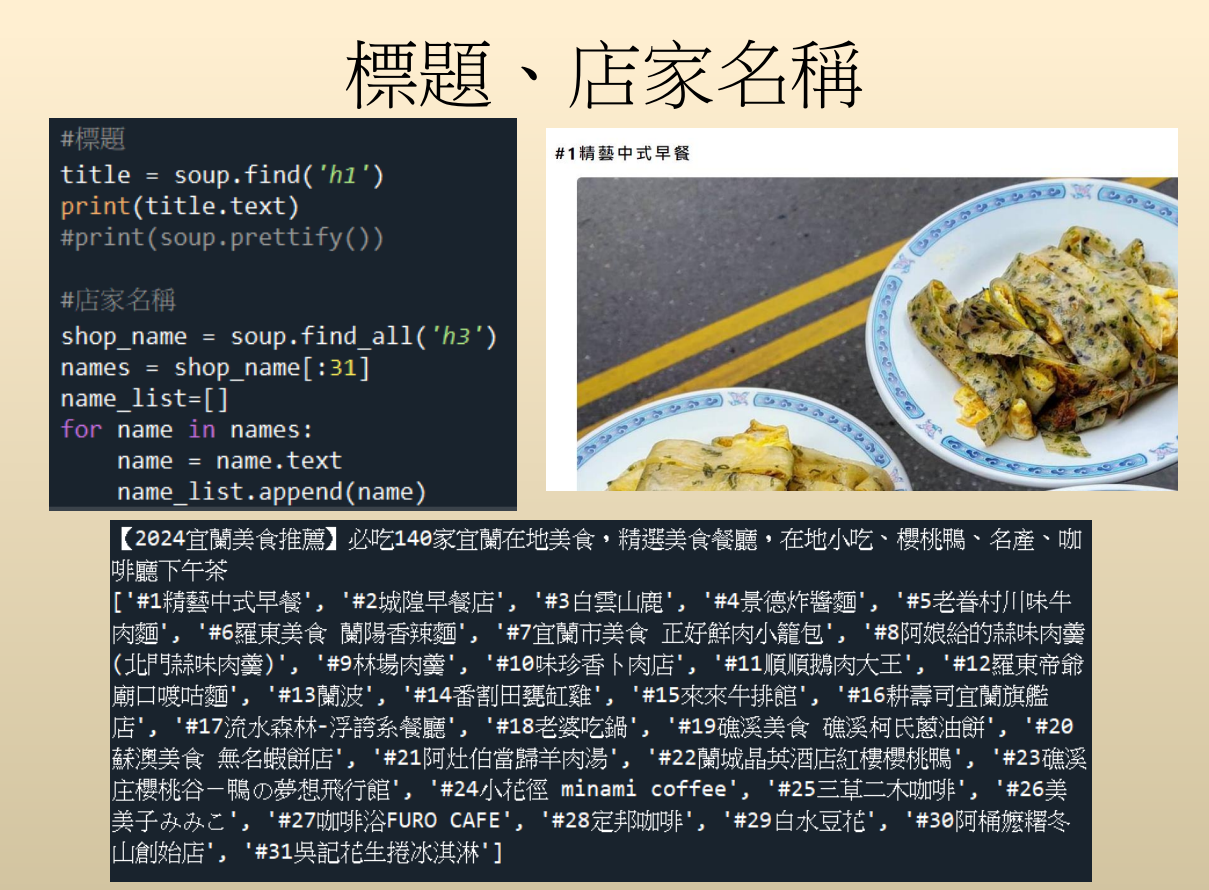 標題、店家名稱
#標題
title = soup.find('h1')
print(title.text)
#print(soup.prettify())
#店家名稱
shop_name = soup.find_all('h3')
names = shop_name[:31]
name_list=[]
for name in names:
    name = name.text
    name_list.append(name)
#1精藝中式早餐
【2024宜蘭美食推薦】必吃140家宜蘭在地美食，精選美食餐廳，在地小吃、櫻桃鴨、名產、咖
啡廳下午茶
['#1精藝中式早餐', '#2城隍早餐店', '#3白雲山鹿', '#4景德炸醬麵', '#5老眷村川味牛
肉麵', '#6羅東美食 蘭陽香辣麵', '#7宜蘭市美食 正好鮮肉小籠包', '#8阿娘給的蒜味肉羹
(北門蒜味肉羹)', '#9林場肉羹', '#10味珍香卜肉店', '#11順順鵝肉大王', '#12羅東帝爺
廟口喥咕麵', '#13蘭波', '#14番割田甕缸雞', '#15來來牛排館', '#16耕壽司宜蘭旗艦
店', '#17流水森林-浮誇系餐廳', '#18老婆吃鍋', '#19礁溪美食 礁溪柯氏蔥油餅', '#20
蘇澳美食 無名蝦餅店', '#21阿灶伯當歸羊肉湯', '#22蘭城晶英酒店紅樓櫻桃鴨', '#23礁溪
庄櫻桃谷－鴨の夢想飛行館', '#24小花徑 minami coffee', '#25三草二木咖啡', '#26美
美子みみこ', '#27咖啡浴FURO CAFE', '#28定邦咖啡', '#29白水豆花', '#30阿桶嬤糬冬
山創始店', '#31吳記花生捲冰淇淋']